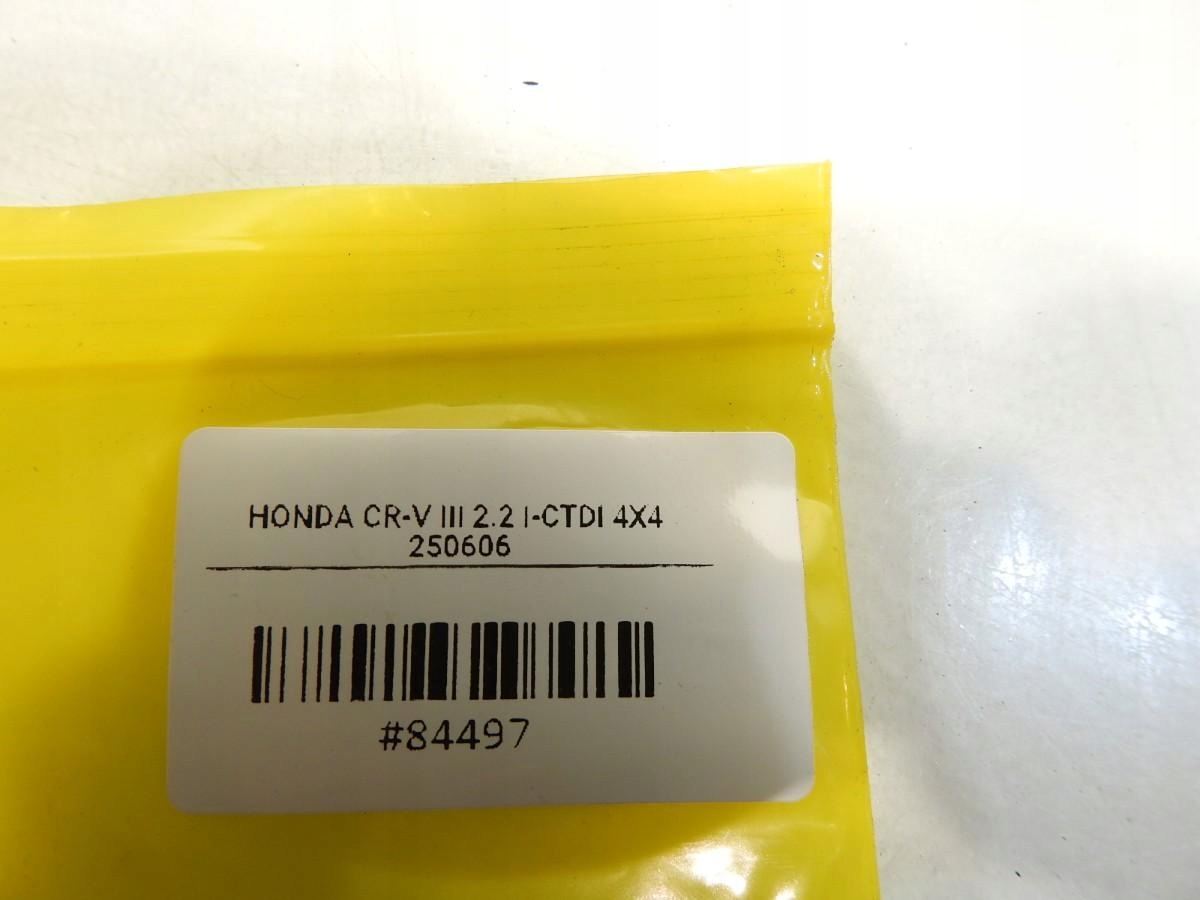 HONDA CR-V III 2.2 I-CTDI 4X4
250606
#84497